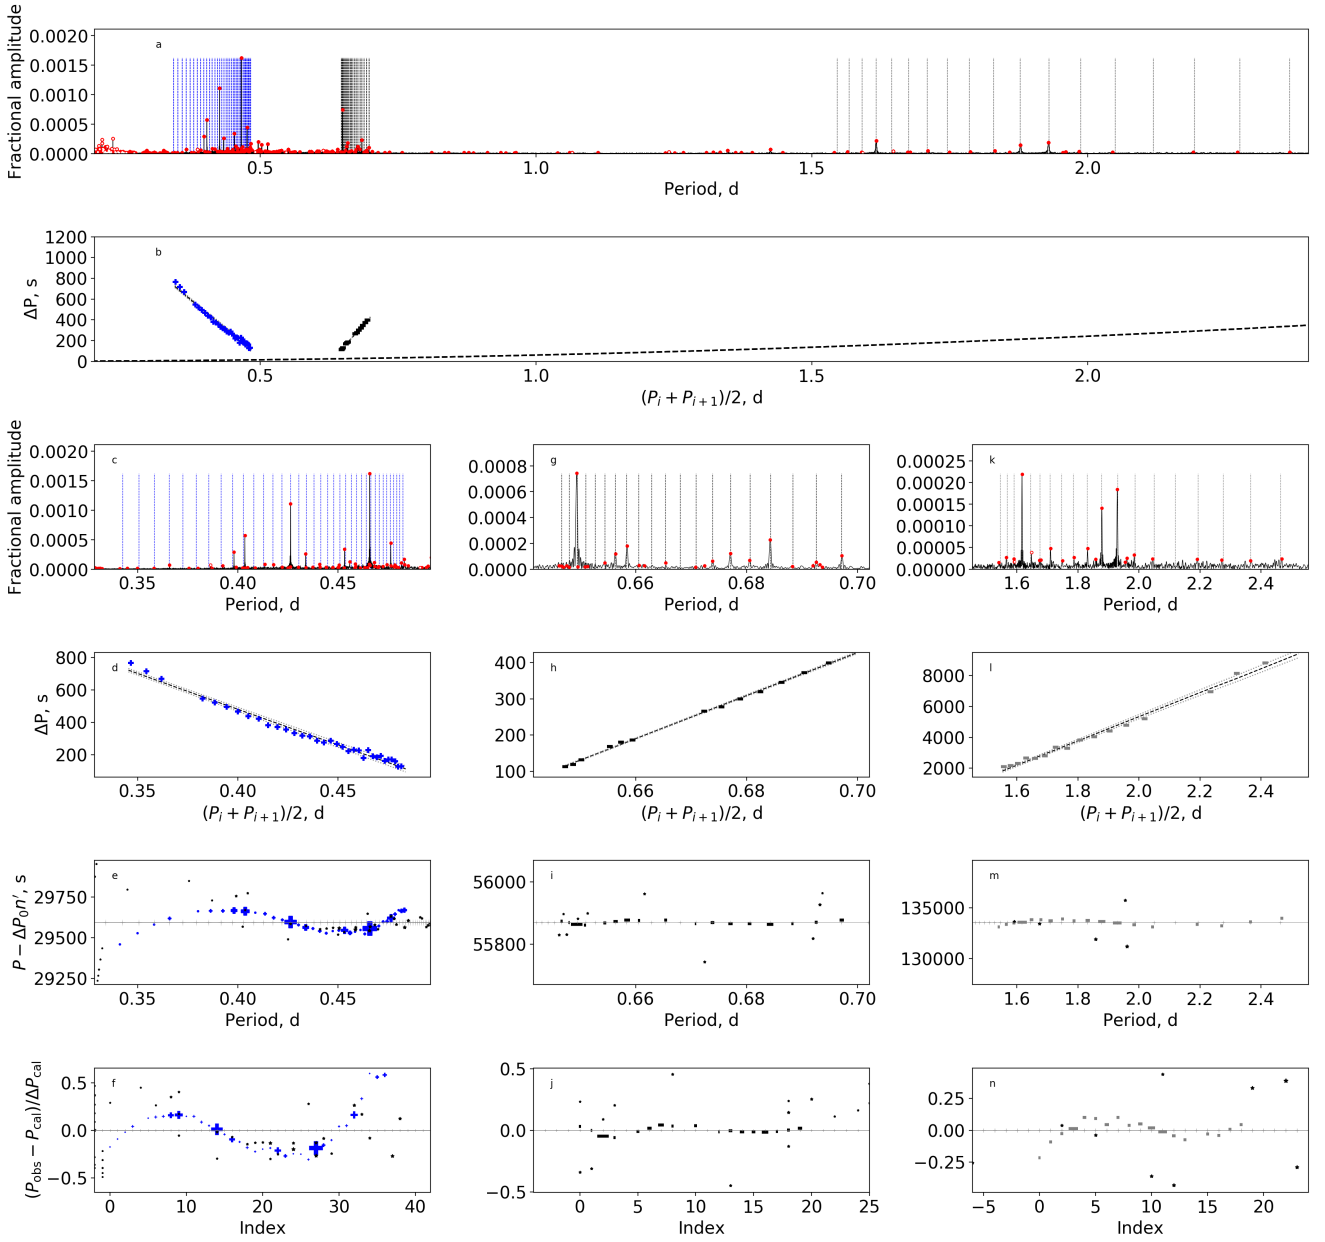 Fractional amplitude
0.0020
0.0015
0.0010
0.0005
0.0000
a
0.5 1.0 1.5 2.0
Period, d
ΔP, s
1200
1000
800
600
400
200
0
b
0.5 1.0 1.5 2.0
(P_i + P_{i+1})/2, d
Fractional amplitude
0.0020
0.0015
0.0010
0.0005
0.0000
c
0.35 0.40 0.45
Period, d
0.0008
0.0006
0.0004
0.0002
0.0000
g
0.66 0.68 0.70
Period, d
0.00025
0.00020
0.00015
0.00010
0.00005
0.00000
k
1.6 1.8 2.0 2.2 2.4
Period, d
ΔP, s
800
600
400
200
d
0.35 0.40 0.45
(P_i + P_{i+1})/2, d
400
300
200
100
h
0.66 0.68 0.70
(P_i + P_{i+1})/2, d
8000
6000
4000
2000
l
1.6 1.8 2.0 2.2 2.4
(P_i + P_{i+1})/2, d
P − ΔP_0n′, s
29750
29500
29250
e
0.35 0.40 0.45
Period, d
56000
55800
i
0.66 0.68 0.70
Period, d
135000
130000
m
1.6 1.8 2.0 2.2 2.4
Period, d
(P_obs − P_cal)/ΔP_cal
0.5
0.0
−0.5
f
0 10 20 30 40
Index
0.5
0.0
−0.5
j
0 5 10 15 20 25
Index
0.25
0.00
−0.25
n
−5 0 5 10 15 20
Index